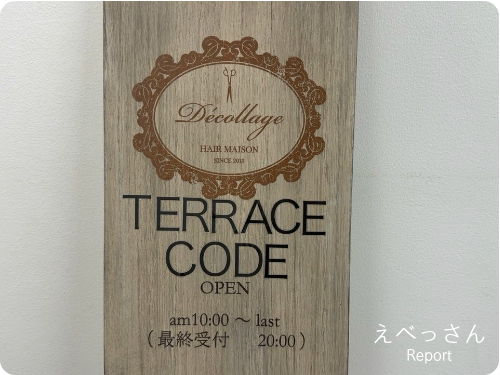 Décollage
HAIR MAISON
SINCE 2013
TERRACE
CODE
OPEN
am10:00 ～ last
（最終受付　20:00）
えべっさん
Report